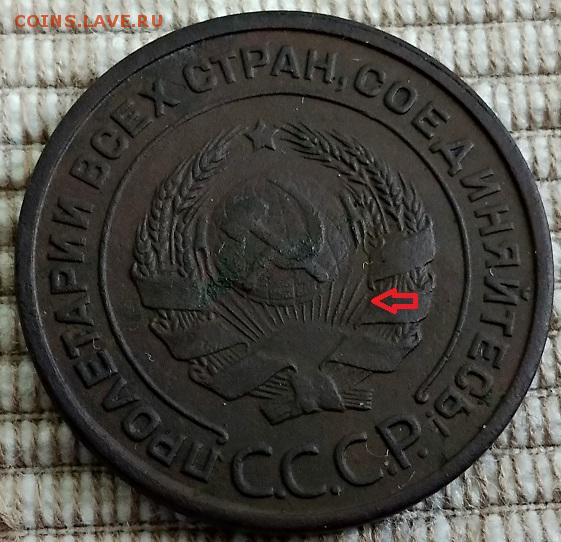 COINS.LAVE.RU
ПРОЛЕТАРИИ ВСЕХ СТРАН, СОЕДИНЯЙТЕСЬ!
С.С.С.Р.